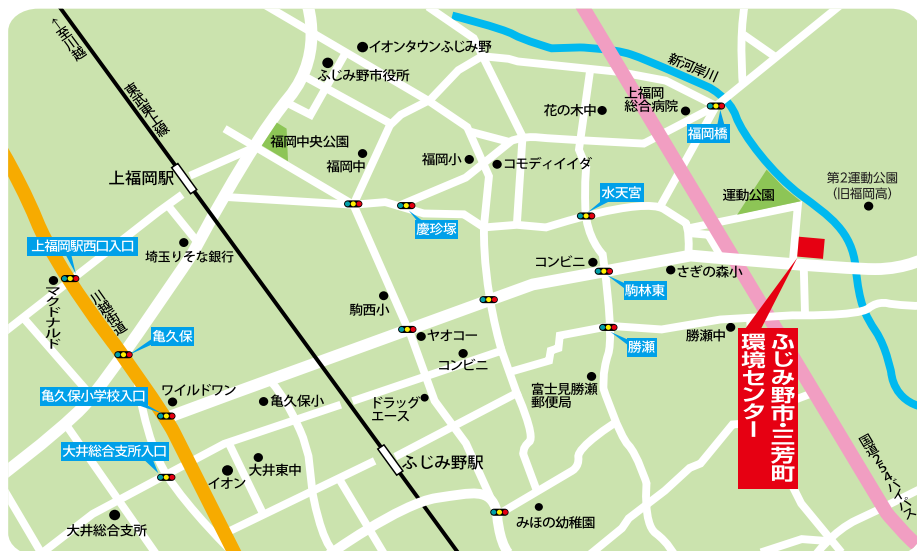 ←至川越
東武東上線
イオンタウンふじみ野
ふじみ野市役所
新河岸川
上福岡
総合病院
花の木中
福岡橋
福岡中央公園
福岡中
福岡小
コモディイイダ
上福岡駅
水天宮
運動公園
第2運動公園
(旧福岡高)
慶珍塚
上福岡駅西口入口
埼玉りそな銀行
コンビニ
さぎの森小
駒林東
マクドナルド
川越街道
駒西小
亀久保
ヤオコー
勝瀬
勝瀬中
コンビニ
ふじみ野市・三芳町
環境センター
亀久保小学校入口
ワイルドワン
亀久保小
ドラッグ
エース
富士見勝瀬
郵便局
大井総合支所入口
イオン
大井東中
ふじみ野駅
国道254バイパス
大井総合支所
みほの幼稚園